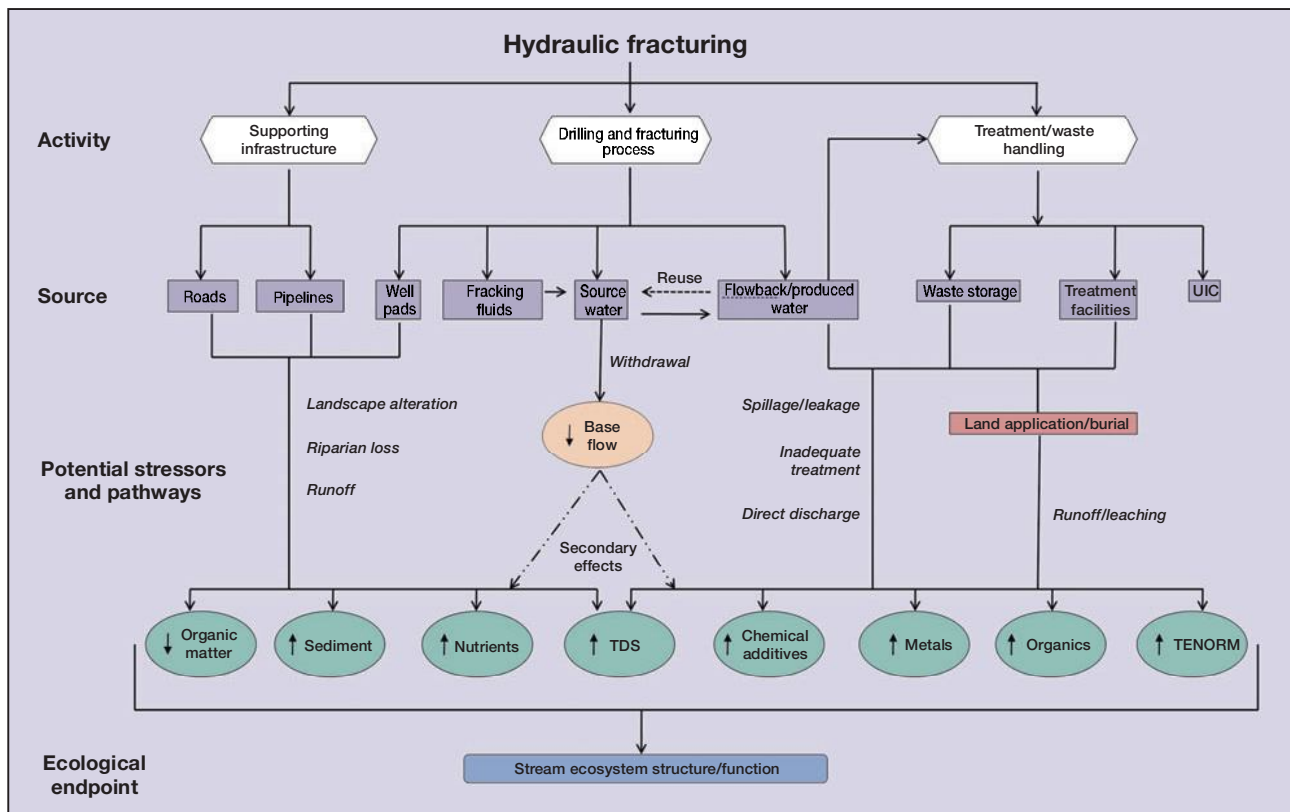 Hydraulic fracturing
Activity
Supporting
infrastructure
Drilling and fracturing
process
Treatment/waste
handling
Source
Roads
Pipelines
Well
pads
Fracking
fluids
Source
water
Reuse
Flowback/produced
water
Waste storage
Treatment
facilities
UIC
Withdrawal
Landscape alteration
Riparian loss
Runoff
Potential stressors
and pathways
↓ Base
flow
Spillage/leakage
Inadequate
treatment
Direct discharge
Land application/burial
Runoff/leaching
Secondary
effects
↓ Organic
matter
↑ Sediment
↑ Nutrients
↑ TDS
↑ Chemical
additives
↑ Metals
↑ Organics
↑ TENORM
Ecological
endpoint
Stream ecosystem structure/function